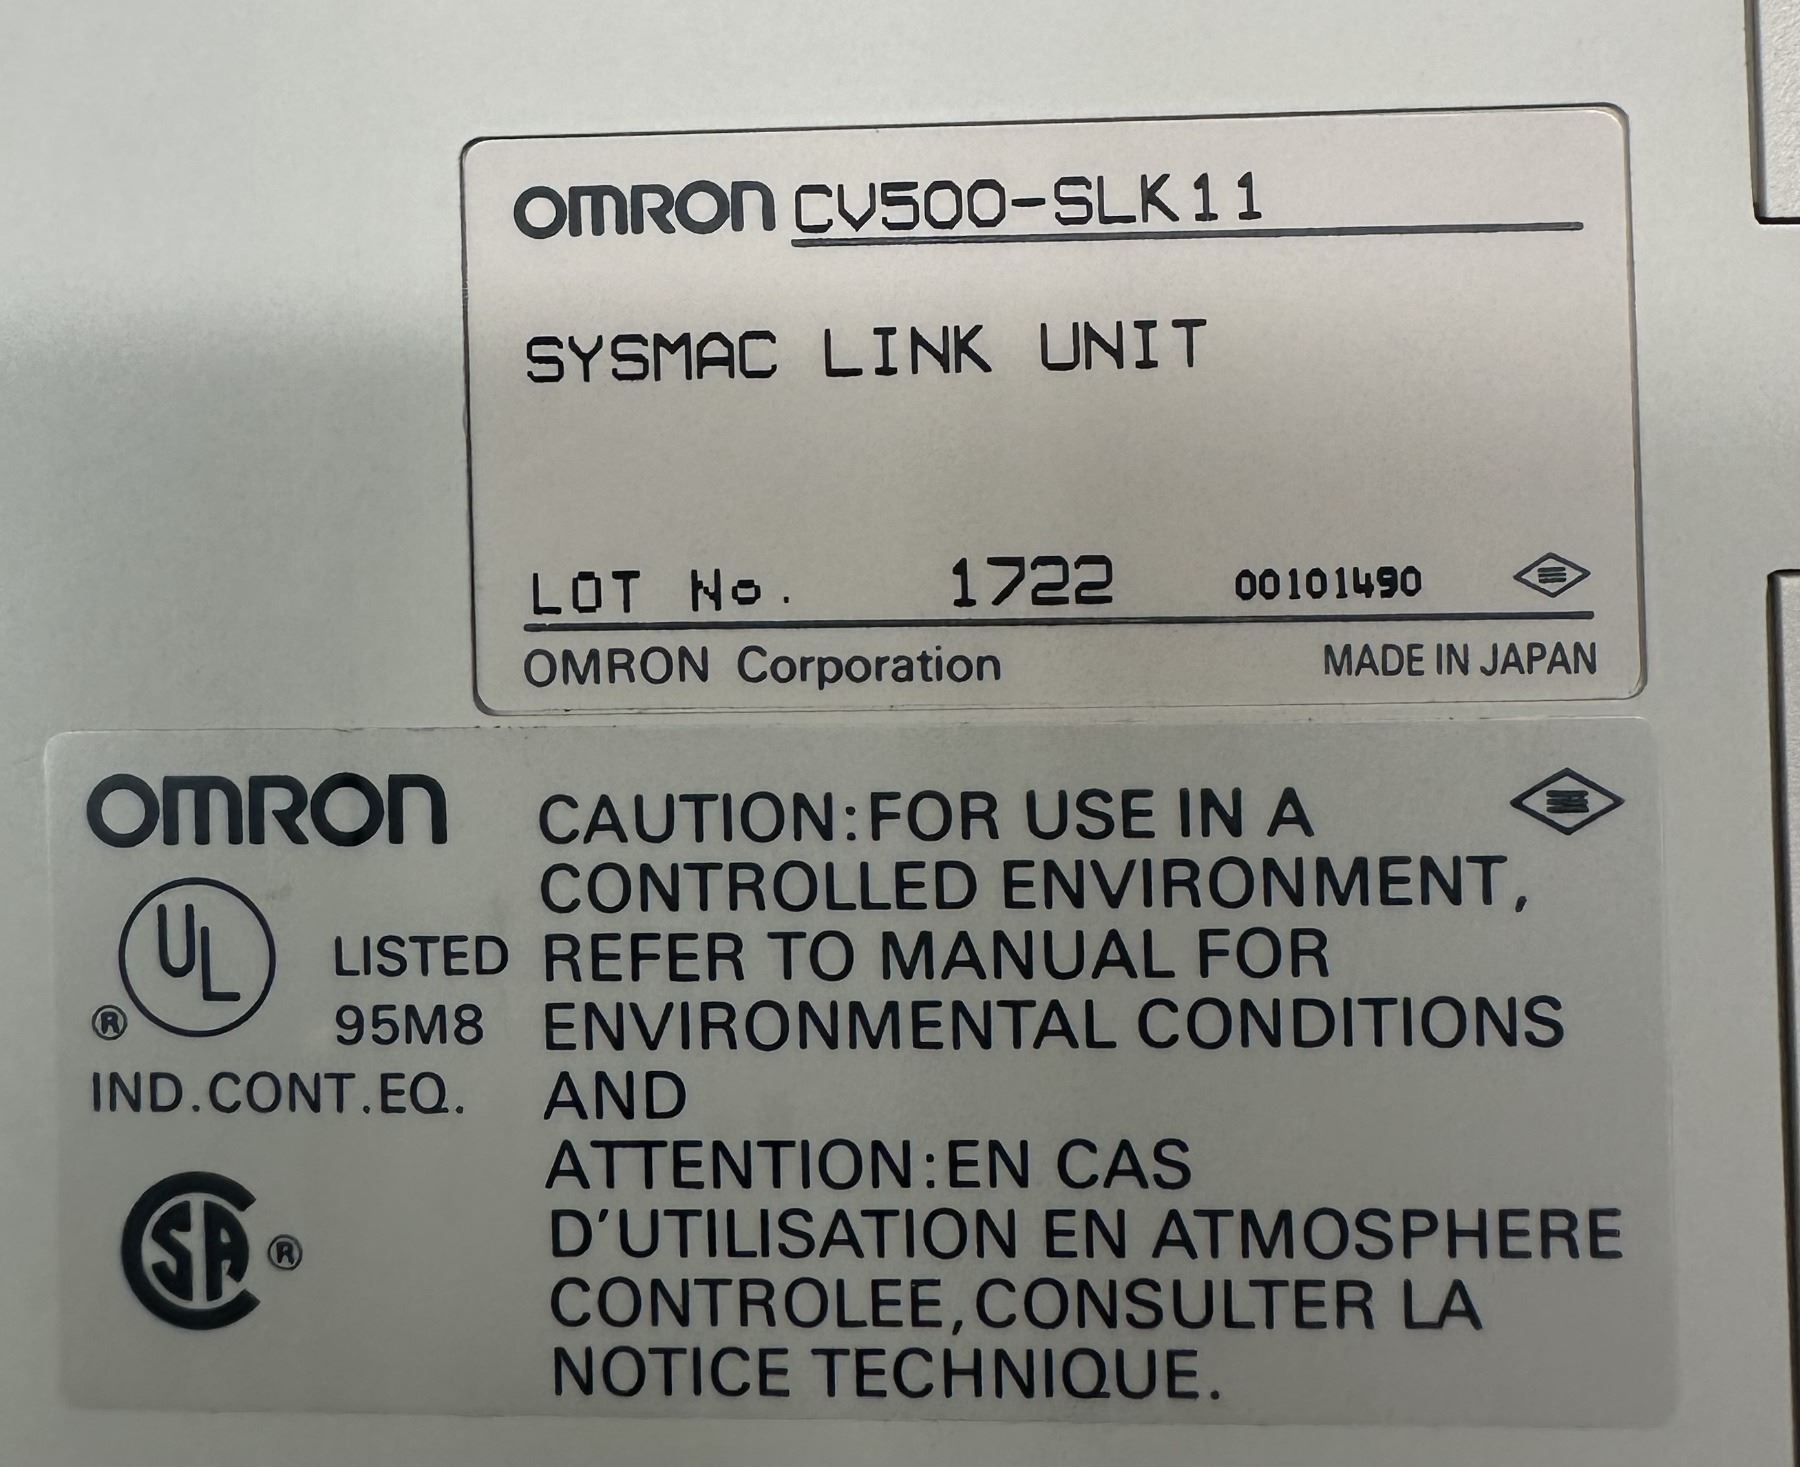 OMRON CV500-SLK11
SYSMAC LINK UNIT
LOT No. 1722 00101490
OMRON Corporation MADE IN JAPAN
OMRON
UL
®
LISTED
95M8
IND.CONT.EQ.
CSA ®
CAUTION:FOR USE IN A
CONTROLLED ENVIRONMENT,
REFER TO MANUAL FOR
ENVIRONMENTAL CONDITIONS
AND
ATTENTION:EN CAS
D'UTILISATION EN ATMOSPHERE
CONTROLEE,CONSULTER LA
NOTICE TECHNIQUE.